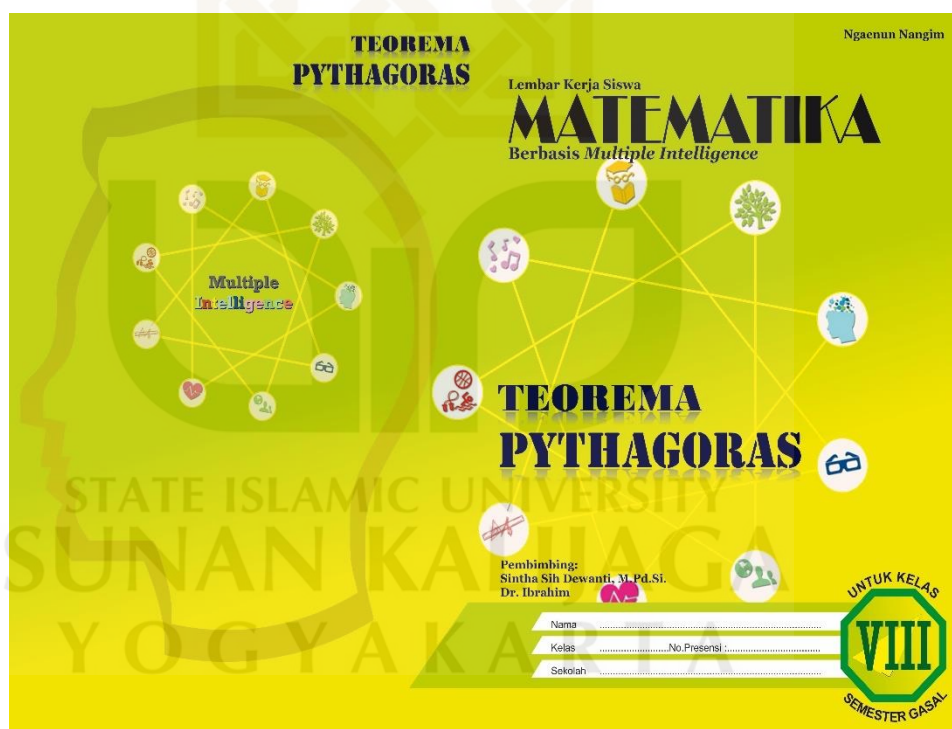 TEOREMA
PYTHAGORAS
Multiple
Intelligence
Ngaenun Nangim
Lembar Kerja Siswa
MATEMATIKA
Berbasis Multiple Intelligence
TEOREMA
PYTHAGORAS
Pembimbing:
Sintha Sih Dewanti, M.Pd.Si.
Dr. Ibrahim
Nama ................................................................
Kelas ....................No.Presensi :...........................
Sekolah ................................................................
UNTUK KELAS
VIII
SEMESTER GASAL
STATE ISLAMIC UNIVERSITY
SUNAN KALIJAGA
YOGYAKARTA